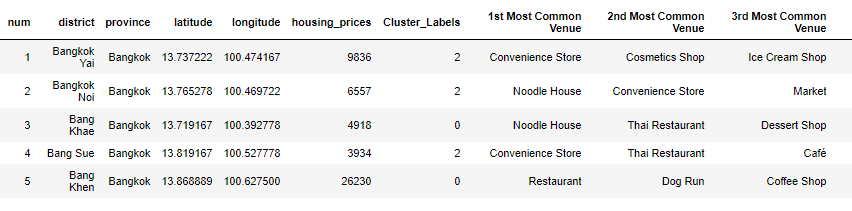 num district province latitude longitude housing_prices Cluster_Labels 1st Most Common Venue 2nd Most Common Venue 3rd Most Common Venue
1 Bangkok Yai Bangkok 13.737222 100.474167 9836 2 Convenience Store Cosmetics Shop Ice Cream Shop
2 Bangkok Noi Bangkok 13.765278 100.469722 6557 2 Noodle House Convenience Store Market
3 Bang Khae Bangkok 13.719167 100.392778 4918 0 Noodle House Thai Restaurant Dessert Shop
4 Bang Sue Bangkok 13.819167 100.527778 3934 2 Convenience Store Thai Restaurant Café
5 Bang Khen Bangkok 13.868889 100.627500 26230 0 Restaurant Dog Run Coffee Shop